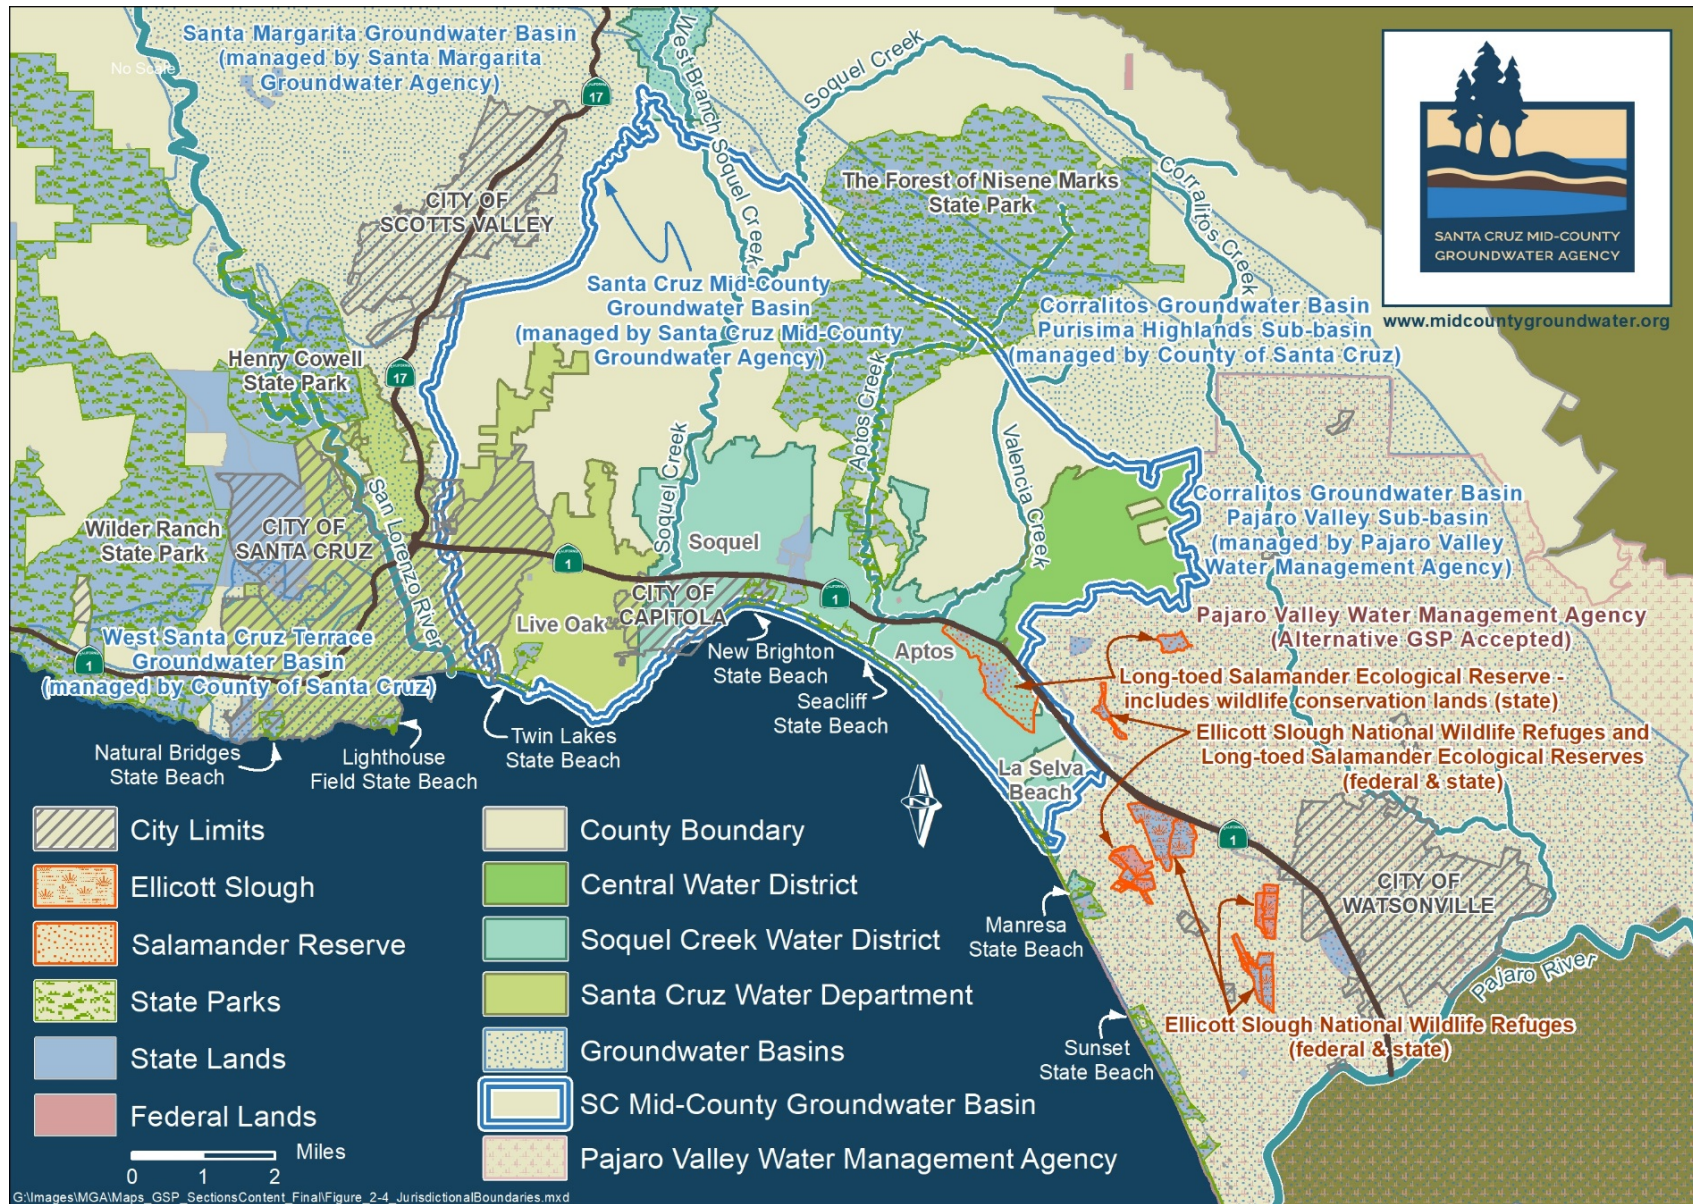 Santa Margarita Groundwater Basin
(managed by Santa Margarita
Groundwater Agency)
No Scale
17
West Branch Soquel Creek
Soquel Creek
CITY OF
SCOTTS VALLEY
The Forest of Nisene Marks
State Park
Corralitos Creek
SANTA CRUZ MID-COUNTY
GROUNDWATER AGENCY
www.midcountygroundwater.org
Santa Cruz Mid-County
Groundwater Basin
(managed by Santa Cruz Mid-County
Groundwater Agency)
Corralitos Groundwater Basin
Purisima Highlands Sub-basin
(managed by County of Santa Cruz)
Henry Cowell
State Park
17
Aptos Creek
Valencia Creek
Soquel Creek
San Lorenzo River
Wilder Ranch
State Park
CITY OF
SANTA CRUZ
Soquel
Corralitos Groundwater Basin
Pajaro Valley Sub-basin
(managed by Pajaro Valley
Water Management Agency)
1
1
CITY OF
CAPITOLA
Live Oak
Aptos
Pajaro Valley Water Management Agency
(Alternative GSP Accepted)
West Santa Cruz Terrace
Groundwater Basin
(managed by County of Santa Cruz)
1
New Brighton
State Beach
Seacliff
State Beach
Long-toed Salamander Ecological Reserve -
includes wildlife conservation lands (state)
Ellicott Slough National Wildlife Refuges and
Long-toed Salamander Ecological Reserves
(federal & state)
Natural Bridges
State Beach
Lighthouse
Field State Beach
Twin Lakes
State Beach
La Selva
Beach
N
1
CITY OF
WATSONVILLE
Manresa
State Beach
Pajaro River
Sunset
State Beach
Ellicott Slough National Wildlife Refuges
(federal & state)
City Limits
Ellicott Slough
Salamander Reserve
State Parks
State Lands
Federal Lands
County Boundary
Central Water District
Soquel Creek Water District
Santa Cruz Water Department
Groundwater Basins
SC Mid-County Groundwater Basin
Pajaro Valley Water Management Agency
Miles
0 1 2
G:\Images\MGA\Maps_GSP_SectionsContent_Final\Figure_2-4_JurisdictionalBoundaries.mxd